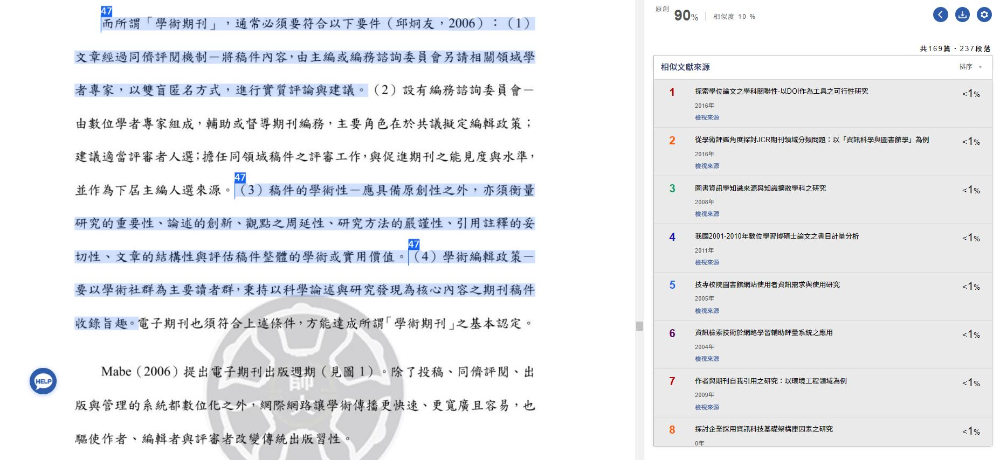 47
而所謂「學術期刊」，通常必須要符合以下要件（邱炯友，2006）：（1）
文章經過同儕評閱機制－將稿件內容，由主編或編務諮詢委員會另請相關領域學
者專家，以雙盲匿名方式，進行實質評論與建議。（2）設有編務諮詢委員會－
由數位學者專家組成，輔助或督導期刊編務，主要角色在於共議擬定編輯政策；
建議適當評審者人選；擔任同領域稿件之評審工作，與促進期刊之能見度與水準，
47
並作為下屆主編人選來源。（3）稿件的學術性－應具備原創性之外，亦須衡量
研究的重要性、論述的創新、觀點之周延性、研究方法的嚴謹性、引用註釋的妥
47
切性、文章的結構性與評估稿件整體的學術或實用價值。（4）學術編輯政策－
要以學術社群為主要讀者群，秉持以科學論述與研究發現為核心內容之期刊稿件
收錄旨趣。電子期刊也須符合上述條件，方能達成所謂「學術期刊」之基本認定。
Mabe（2006）提出電子期刊出版週期（見圖 1）。除了投稿、同儕評閱、出
版與管理的系統都數位化之外，網際網路讓學術傳播更快速、更寬廣且容易，也
驅使作者、編輯者與評審者改變傳統出版習性。
師大
HELP
原創 90% | 相似度 10 %
共169篇・237段落
相似文獻來源 排序
1 探索學位論文之學科關聯性-以DOI作為工具之可行性研究 <1%
2016年
檢視來源
2 從學術評鑑角度探討JCR期刊領域分類問題：以「資訊科學與圖書館學」為例 <1%
2016年
檢視來源
3 圖書資訊學知識來源與知識擴散學科之研究 <1%
2008年
檢視來源
4 我國2001-2010年數位學習博碩士論文之書目計量分析 <1%
2011年
檢視來源
5 技專校院圖書館網站使用者資訊需求與使用研究 <1%
2005年
檢視來源
6 資訊檢索技術於網路學習輔助評量系統之應用 <1%
2004年
檢視來源
7 作者與期刊自我引用之研究：以環境工程領域為例 <1%
2009年
檢視來源
8 探討企業採用資訊科技基礎架構庫因素之研究 <1%
0年